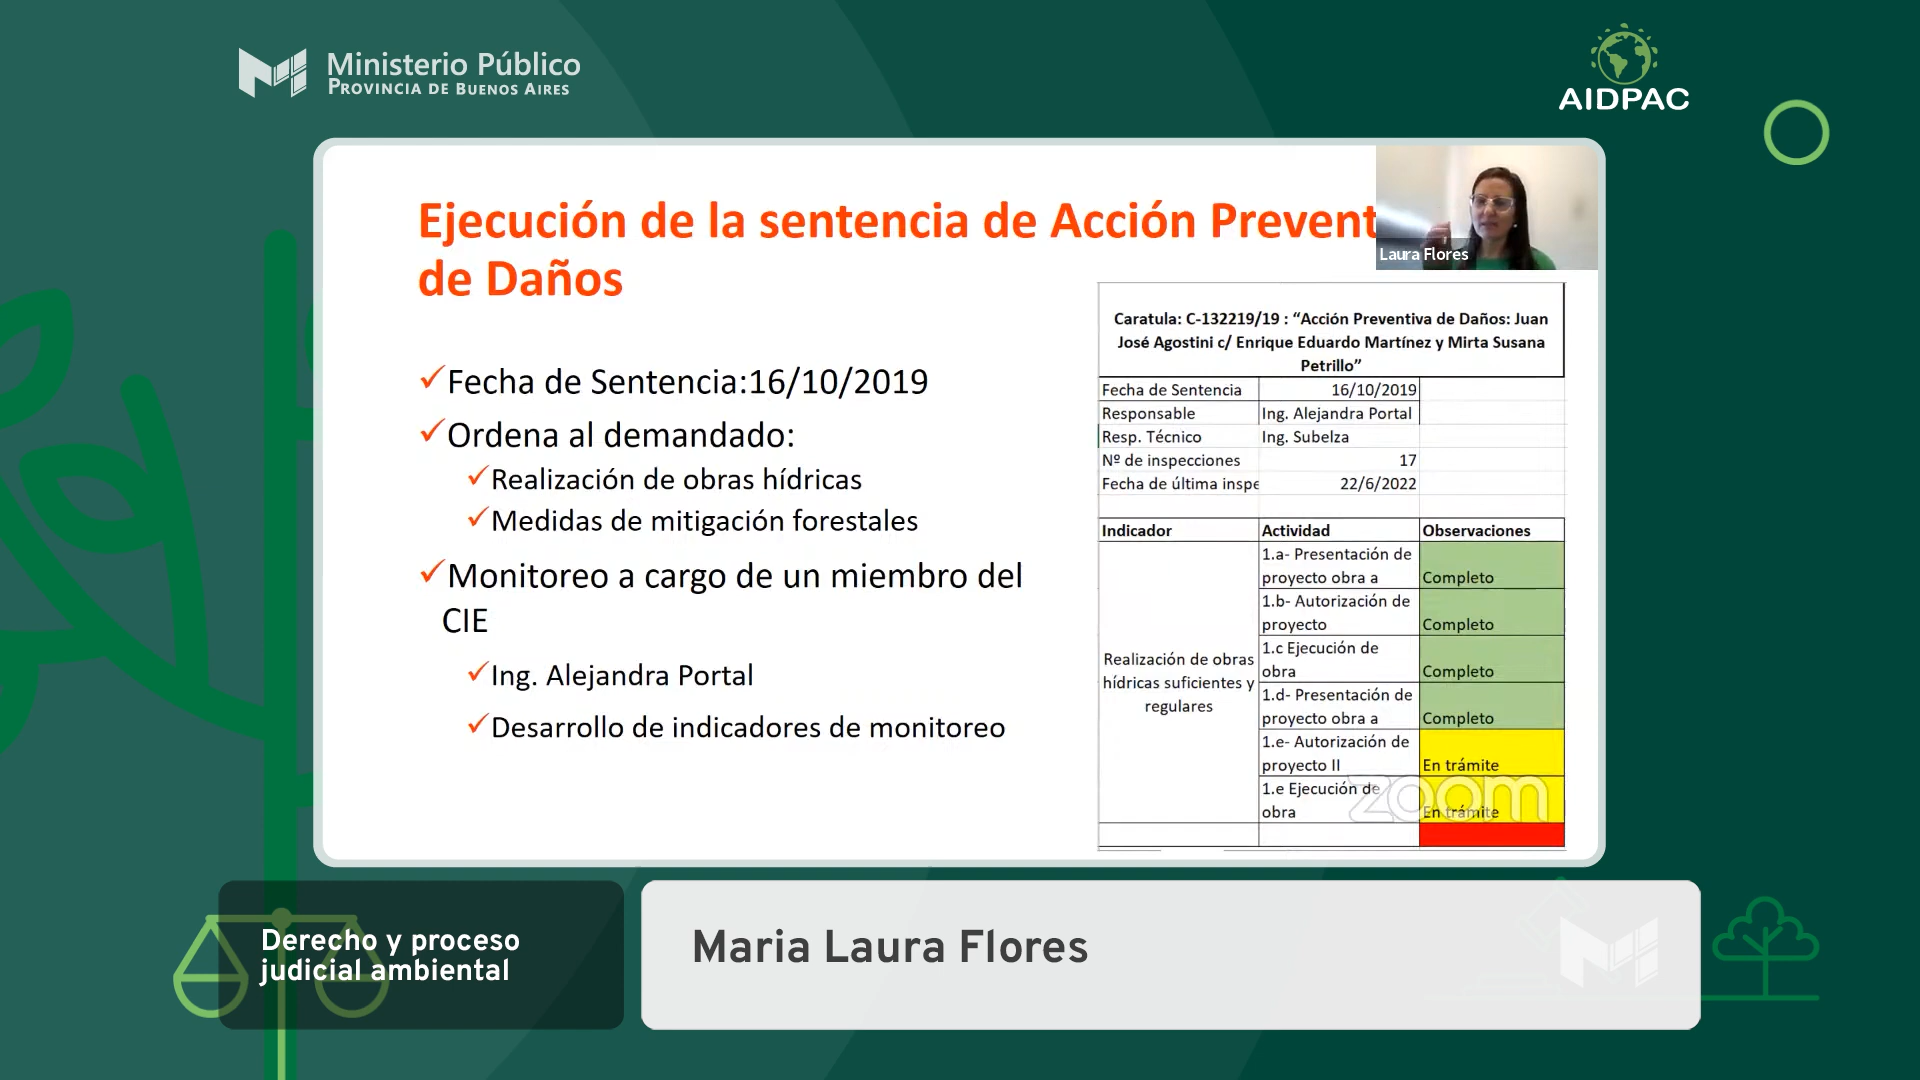 Ministerio Público
PROVINCIA DE BUENOS AIRES
AIDPAC
Ejecución de la sentencia de Acción Prevent
de Daños
Laura Flores
✓Fecha de Sentencia:16/10/2019
✓Ordena al demandado:
✓Realización de obras hídricas
✓Medidas de mitigación forestales
✓Monitoreo a cargo de un miembro del
CIE
✓Ing. Alejandra Portal
✓Desarrollo de indicadores de monitoreo
Caratula: C-132219/19 : “Acción Preventiva de Daños: Juan
José Agostini c/ Enrique Eduardo Martínez y Mirta Susana
Petrillo”
Fecha de Sentencia 16/10/2019
Responsable Ing. Alejandra Portal
Resp. Técnico Ing. Subelza
Nº de inspecciones 17
Fecha de última inspe 22/6/2022
Indicador Actividad Observaciones
Realización de obras
hídricas suficientes y
regulares
1.a- Presentación de
proyecto obra a Completo
1.b- Autorización de
proyecto Completo
1.c Ejecución de
obra Completo
1.d- Presentación de
proyecto obra a Completo
1.e- Autorización de
proyecto II En trámite
1.e Ejecución de
obra En trámite
zoom
Derecho y proceso
judicial ambiental
Maria Laura Flores